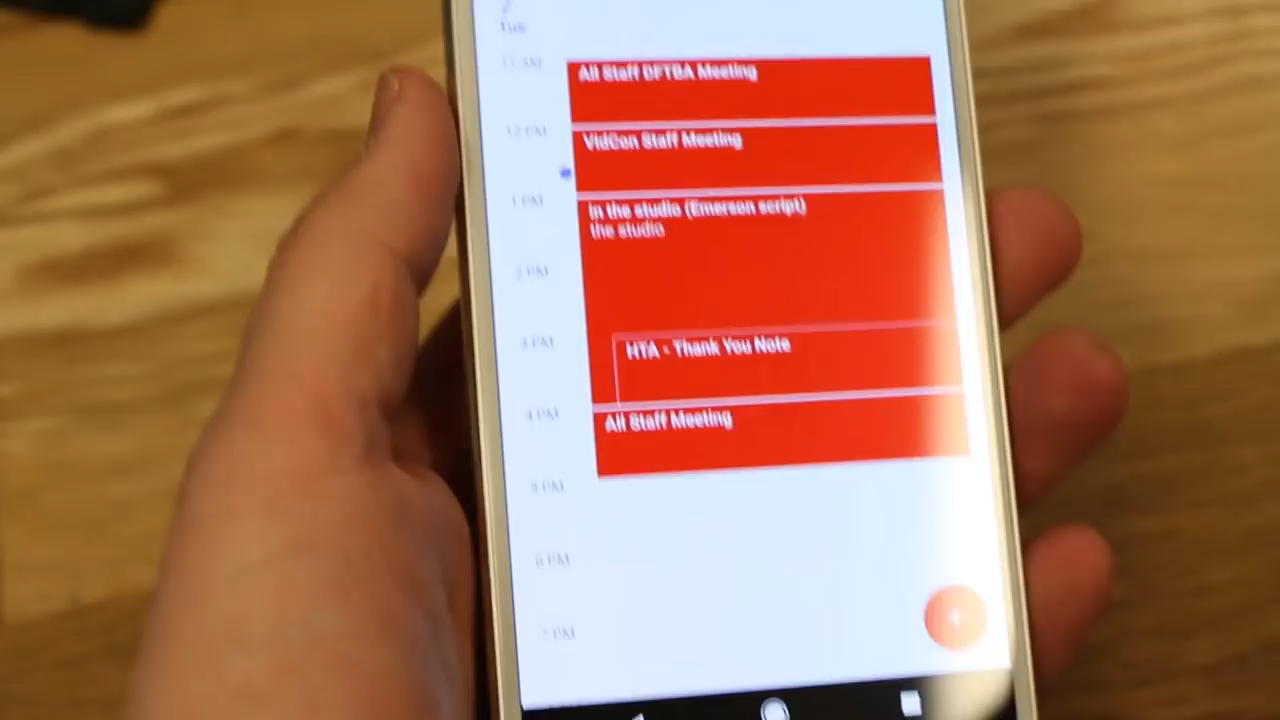 7
Tue
11 AM
All Staff DFTBA Meeting
12 PM
VidCon Staff Meeting
1 PM
In the studio (Emerson script)
the studio
2 PM
3 PM
HTA - Thank You Note
4 PM
All Staff Meeting
5 PM
6 PM
7 PM